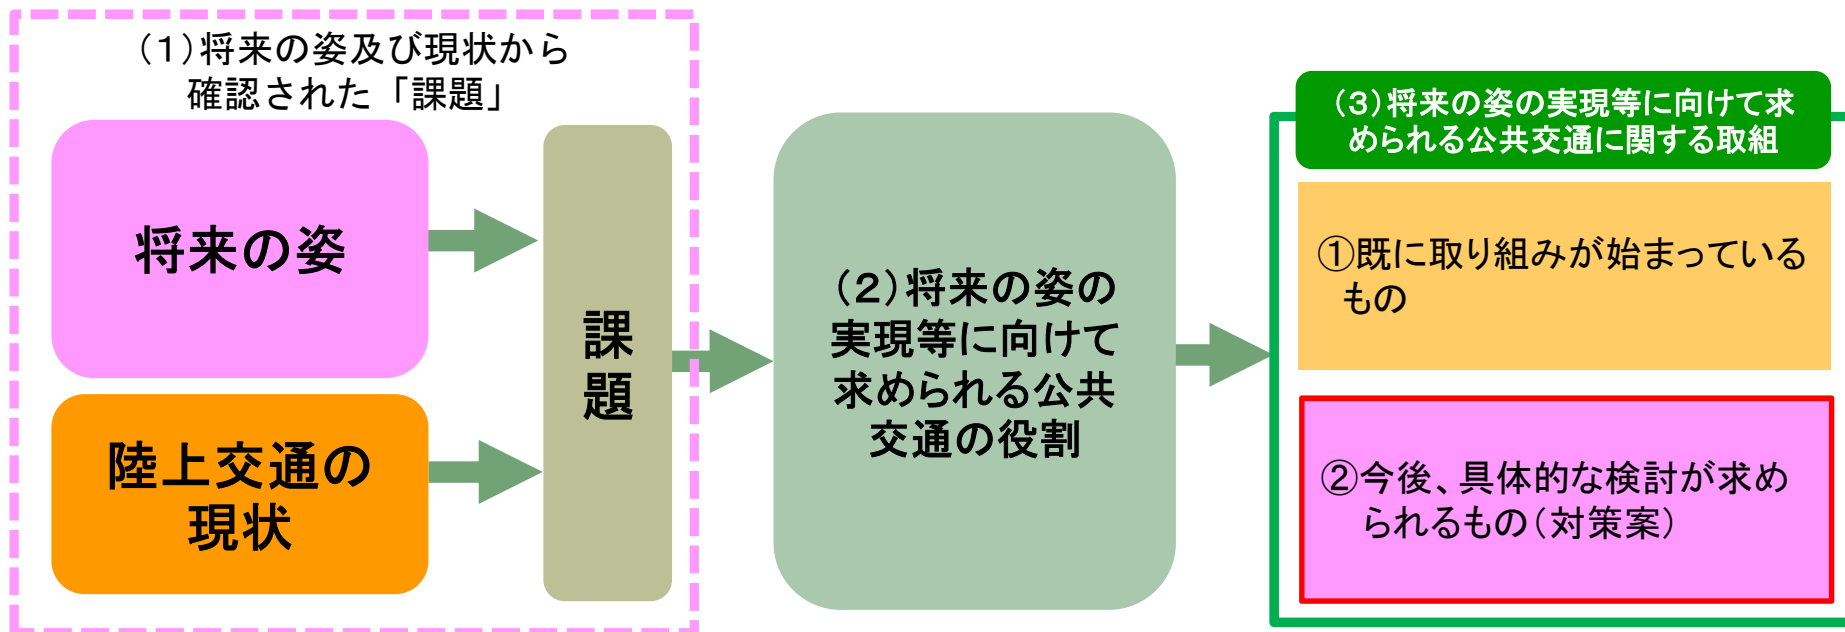 (1)将来の姿及び現状から
確認された「課題」
将来の姿
陸上交通の
現状
課
題
(2)将来の姿の
実現等に向けて
求められる公共
交通の役割
(3)将来の姿の実現等に向けて求
められる公共交通に関する取組
①既に取り組みが始まっている
もの
②今後、具体的な検討が求め
られるもの(対策案)